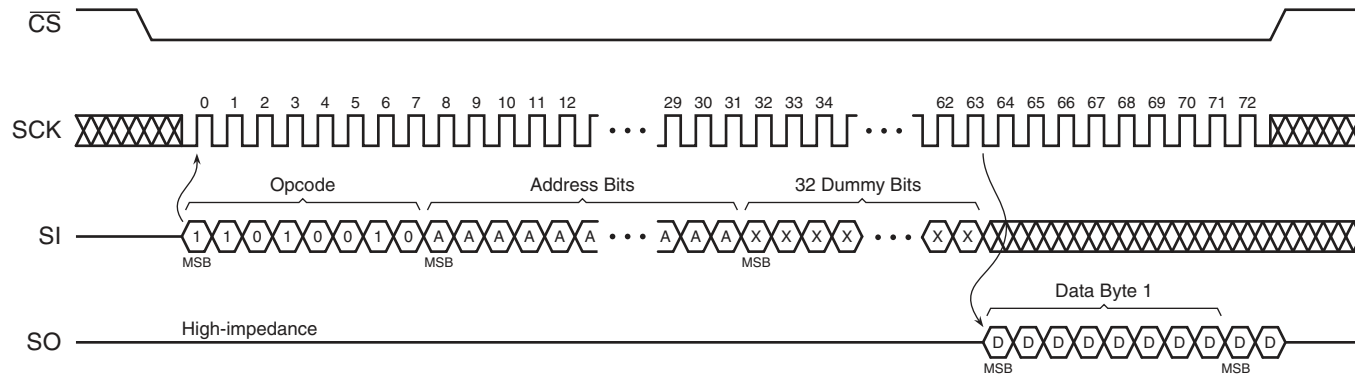 CS
SCK 0 1 2 3 4 5 6 7 8 9 10 11 12 29 30 31 32 33 34 62 63 64 65 66 67 68 69 70 71 72
Opcode Address Bits 32 Dummy Bits
SI 1 1 0 1 0 0 1 0 A A A A A A A A A X X X X X X
MSB MSB MSB
Data Byte 1
High-impedance
SO D D D D D D D D D D
MSB MSB